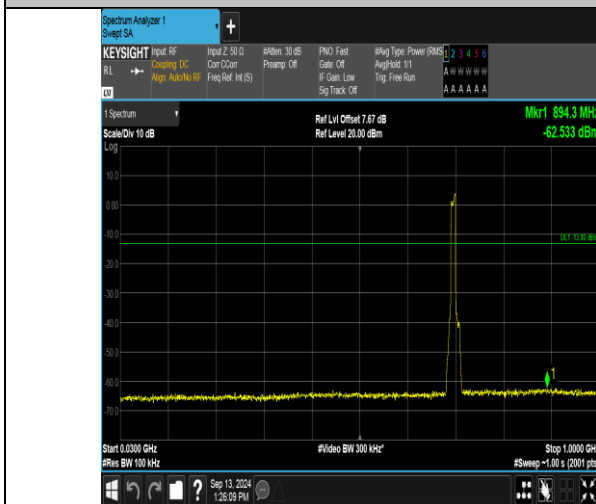 Spectrum Analyzer 1
Swept SA
+
KEYSIGHT Input: RF Input Z: 50 Ω #Atten: 30 dB PNO: Fast #Avg Type: Power (RMS 1 2 3 4 5 6
RL Coupling: DC Corr CCorr Preamp: Off Gate: Off Avg|Hold: 1/1 A W W W W W
Align: Auto/No RF Freq Ref: Int (S) IF Gain: Low Trig: Free Run
Sig Track: Off A A A A A A
1 Spectrum
Scale/Div 10 dB
Log
Ref Lvl Offset 7.67 dB
Ref Level 20.00 dBm
Mkr1 894.3 MHz
-62.533 dBm
10.0
0.00
-10.0
DL1 -13.00 dBm
-20.0
-30.0
-40.0
-50.0
-60.0
1
-70.0
Start 0.0300 GHz #Video BW 300 kHz* Stop 1.0000 GHz
#Res BW 100 kHz #Sweep ~1.00 s (2001 pts
? Sep 13, 2024
1:26:09 PM